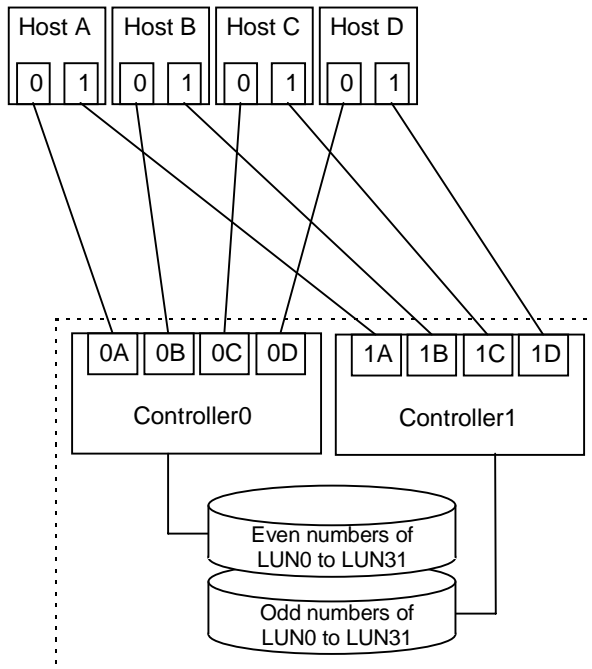 Host A Host B Host C Host D
0 1 0 1 0 1 0 1
0A 0B 0C 0D 1A 1B 1C 1D
Controller0 Controller1
Even numbers of
LUN0 to LUN31
Odd numbers of
LUN0 to LUN31